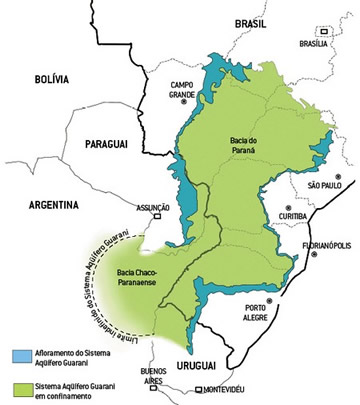 BRASIL
BRASÍLIA
BOLÍVIA
CAMPO
GRANDE
Bacia do
Paraná
PARAGUAI
SÃO PAULO
ARGENTINA
ASSUNÇÃO
CURITIBA
FLORIANÓPOLIS
Limite Indefinido do Sistema Aqüífero Guarani
Bacia Chaco-
Paranaense
PORTO
ALEGRE
Afloramento do Sistema
Aqüífero Guarani
URUGUAI
Sistema Aqüífero Guarani
em confinamento
BUENOS
AIRES
MONTEVIDÉU